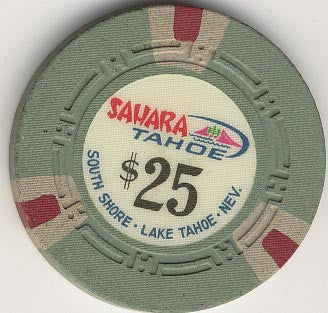 SAHARA
TAHOE
$25
SOUTH SHORE · LAKE TAHOE · NEV.